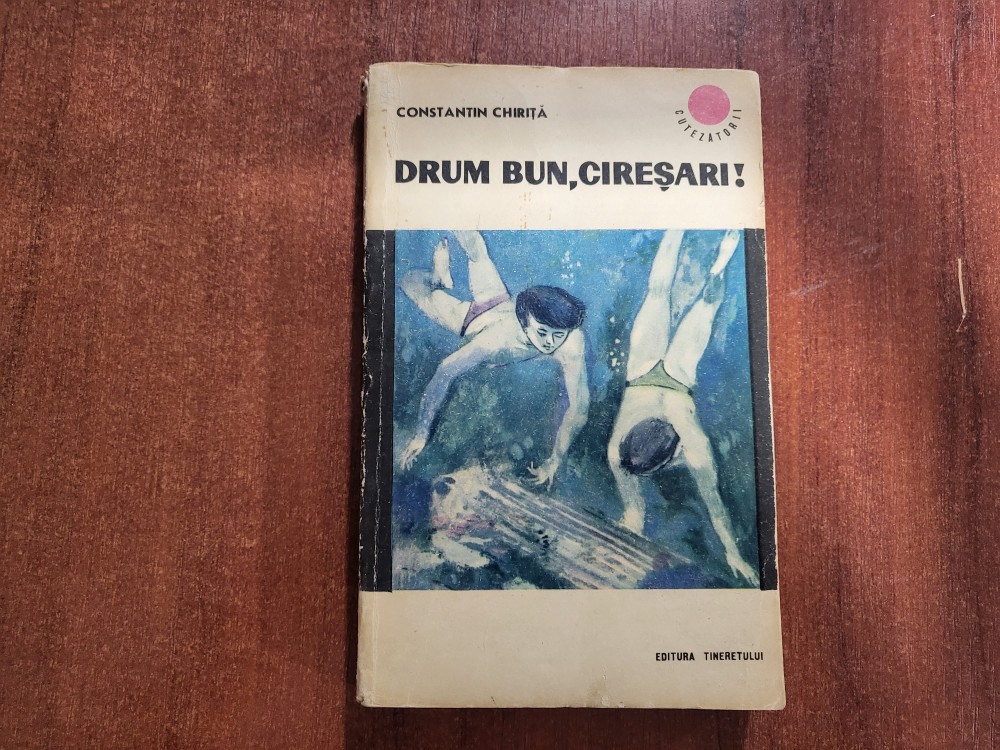 CONSTANTIN CHIRIȚĂ
CUTEZĂTORII
DRUM BUN, CIREȘARI!
EDITURA TINERETULUI